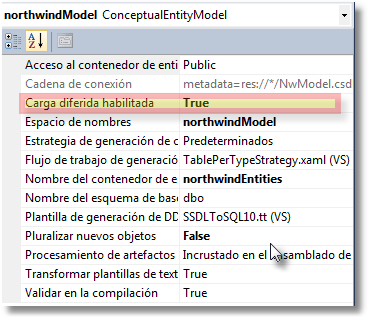 northwindModel ConceptualEntityModel
Acceso al contenedor de enti Public
Cadena de conexión metadata=res://*/NwModel.csd
Carga diferida habilitada True
Espacio de nombres northwindModel
Estrategia de generación de c Predeterminados
Flujo de trabajo de generació TablePerTypeStrategy.xaml (VS)
Nombre del contenedor de e northwindEntities
Nombre del esquema de base dbo
Plantilla de generación de DD SSDLToSQL10.tt (VS)
Pluralizar nuevos objetos False
Procesamiento de artefactos Incrustado en el ensamblado de
Transformar plantillas de text True
Validar en la compilación True